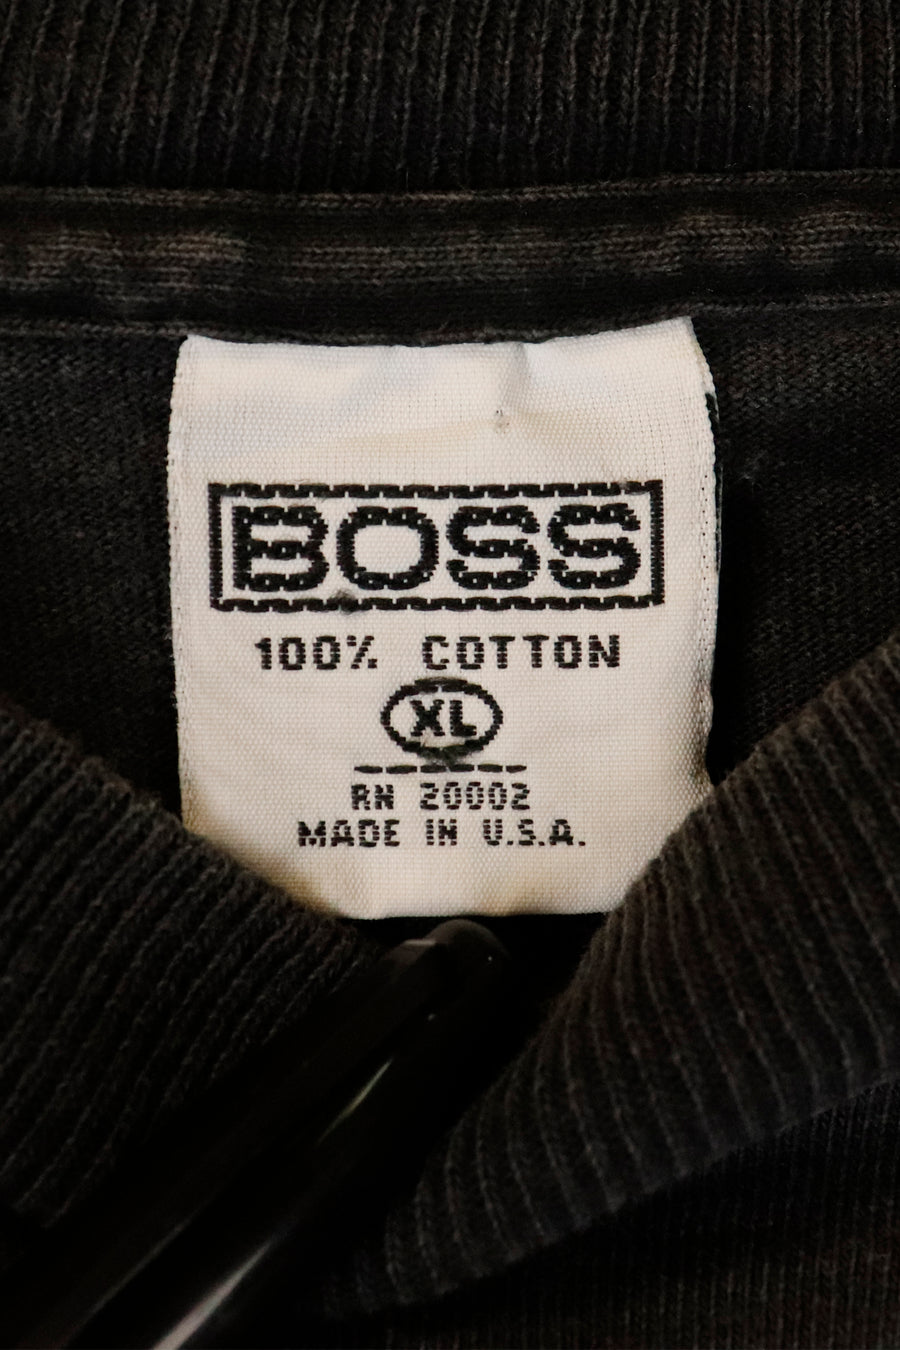 BOSS
100% COTTON
XL
RN 20002
MADE IN U.S.A.